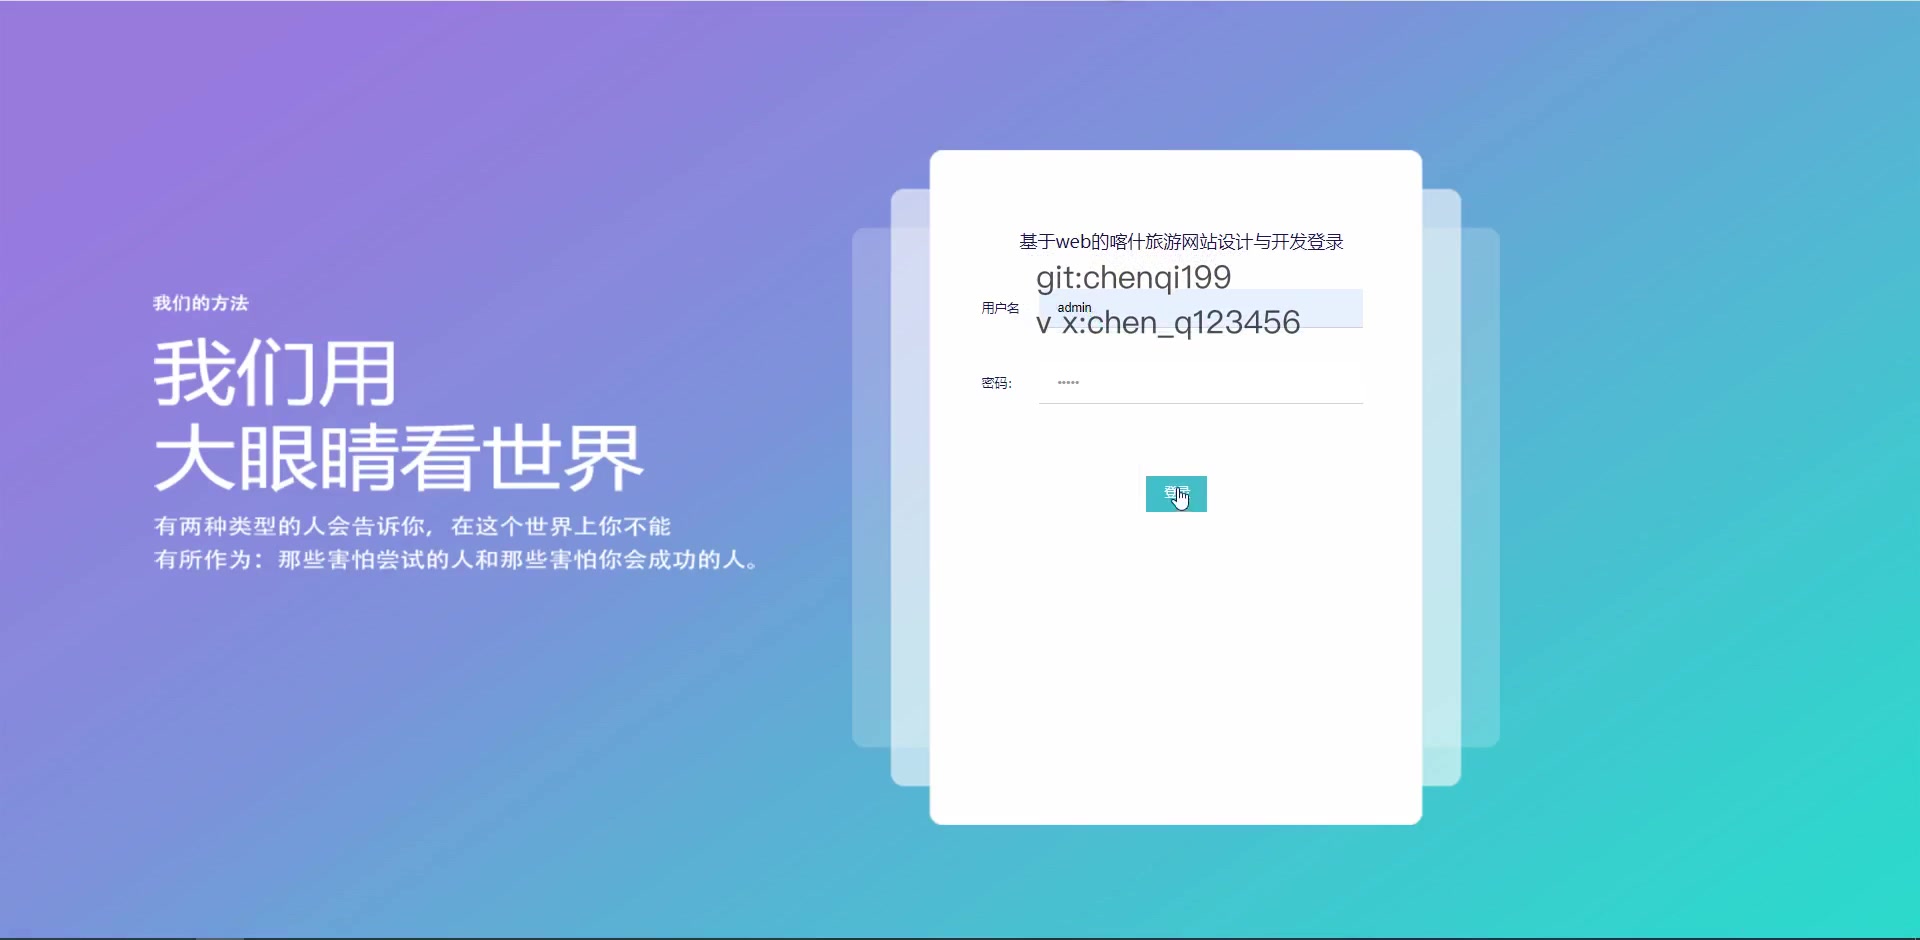 我们的方法
我们用
大眼睛看世界
有两种类型的人会告诉你，在这个世界上你不能
有所作为：那些害怕尝试的人和那些害怕你会成功的人。
基于web的喀什旅游网站设计与开发登录
git:chenqi199
用户名 admin
v x:chen_q123456
密码： •••••
登录